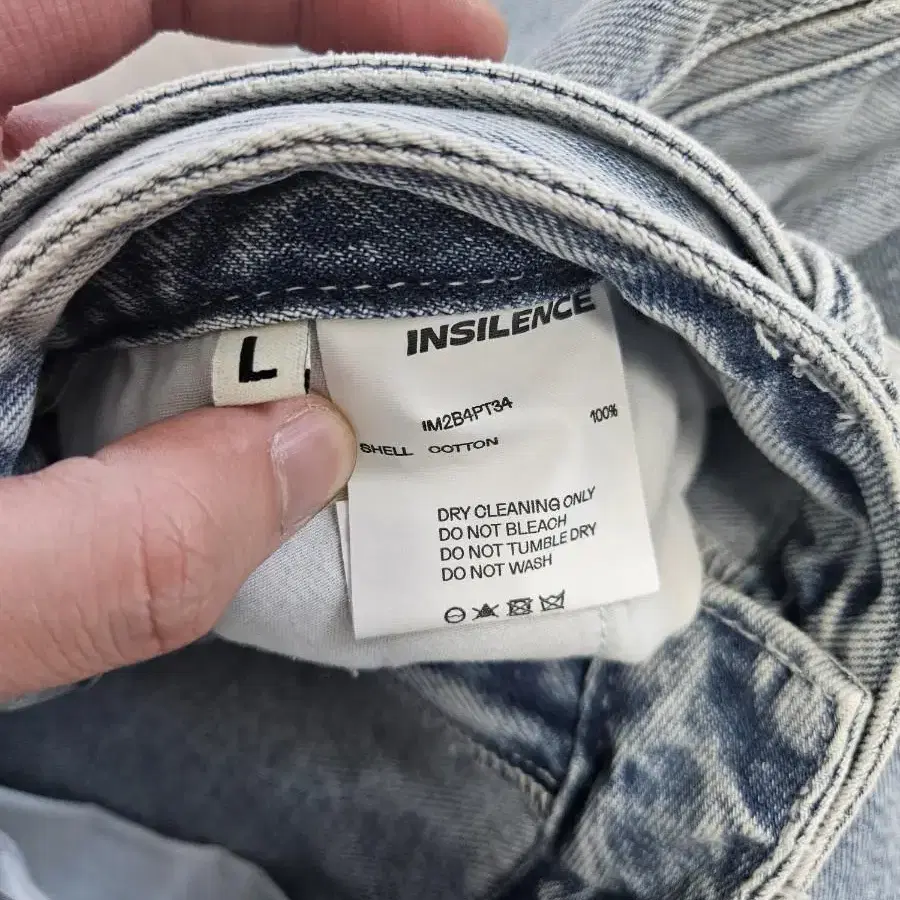 L
INSILENCE
IM2B4PT34
SHELL COTTON 100%
DRY CLEANING ONLY
DO NOT BLEACH
DO NOT TUMBLE DRY
DO NOT WASH